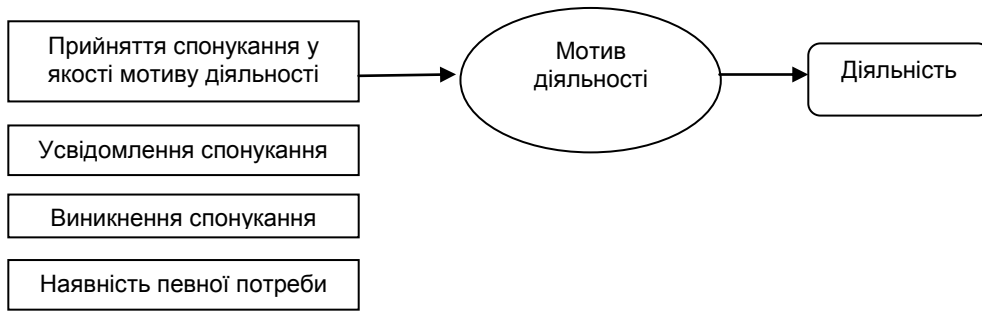 Прийняття спонукання у
якості мотиву діяльності
Мотив
діяльності
Діяльність
Усвідомлення спонукання
Виникнення спонукання
Наявність певної потреби